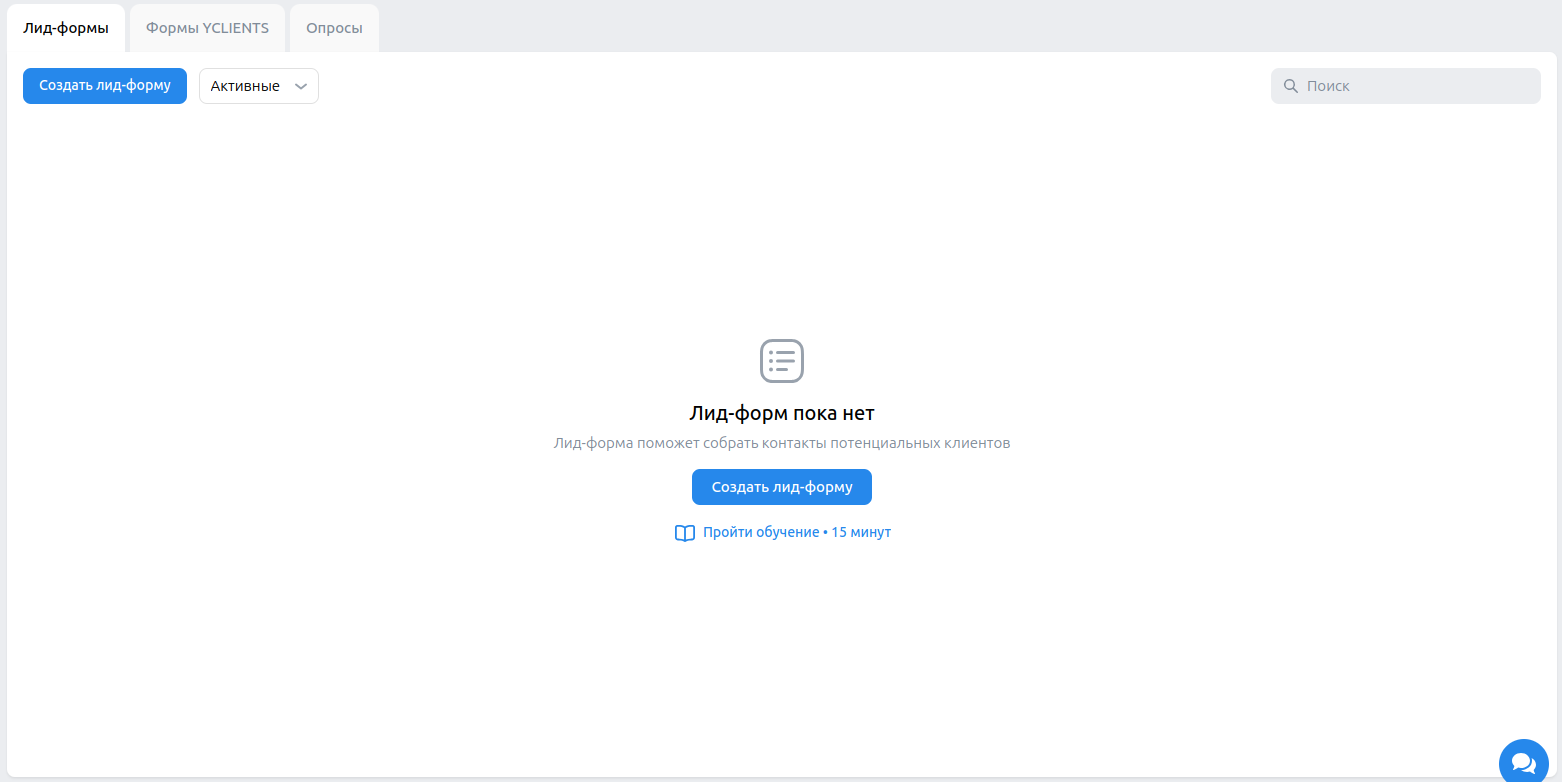 Лид-формы Формы YCLIENTS Опросы
Создать лид-форму Активные Поиск
Лид-форм пока нет
Лид-форма поможет собрать контакты потенциальных клиентов
Создать лид-форму
Пройти обучение • 15 минут